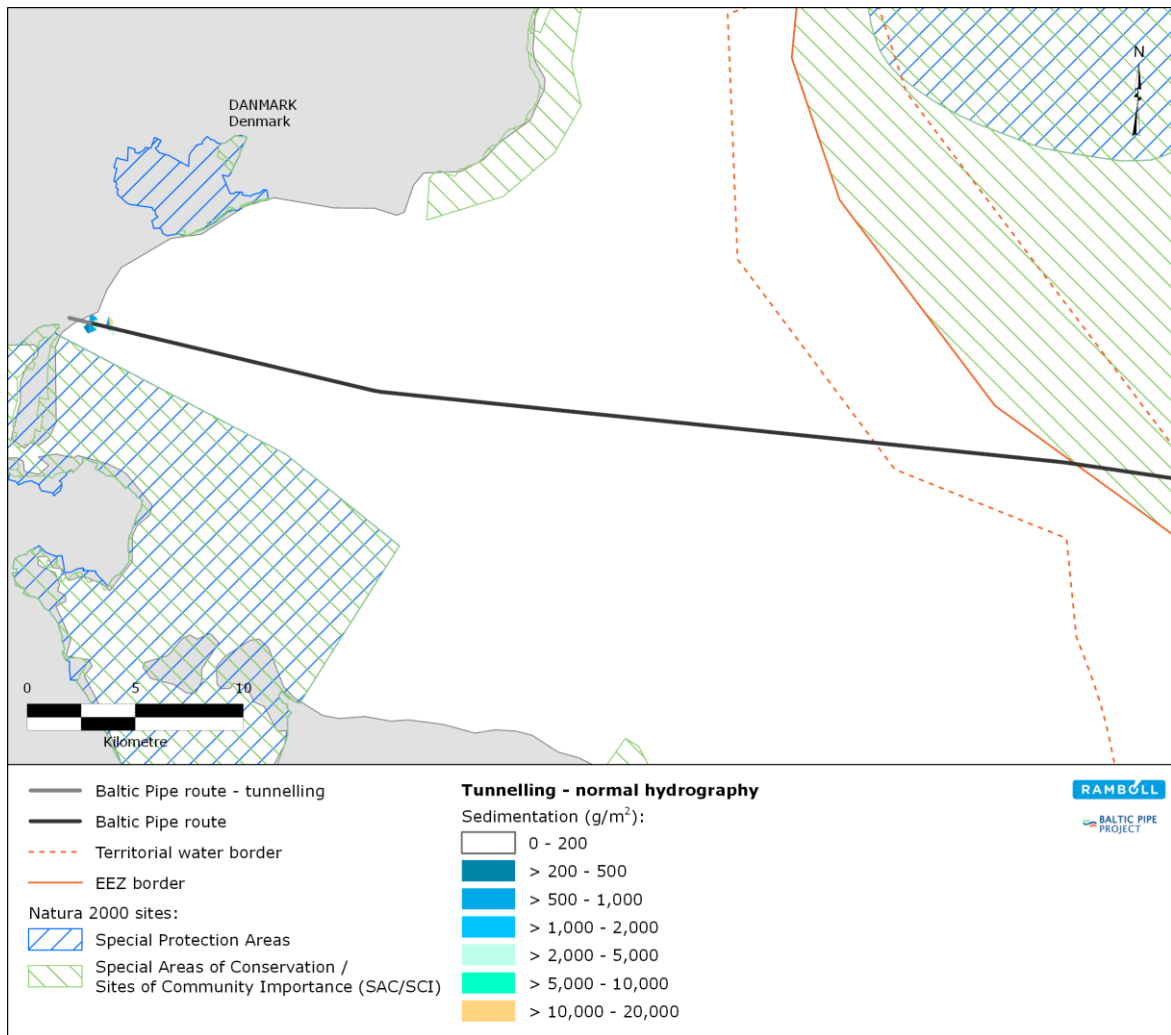 DANMARK
Denmark
N
0 5 10
Kilometre
Baltic Pipe route - tunnelling
Baltic Pipe route
Territorial water border
EEZ border
Natura 2000 sites:
Special Protection Areas
Special Areas of Conservation /
Sites of Community Importance (SAC/SCI)
Tunnelling - normal hydrography
Sedimentation (g/m²):
0 - 200
> 200 - 500
> 500 - 1,000
> 1,000 - 2,000
> 2,000 - 5,000
> 5,000 - 10,000
> 10,000 - 20,000
RAMBOLL
BALTIC PIPE
PROJECT